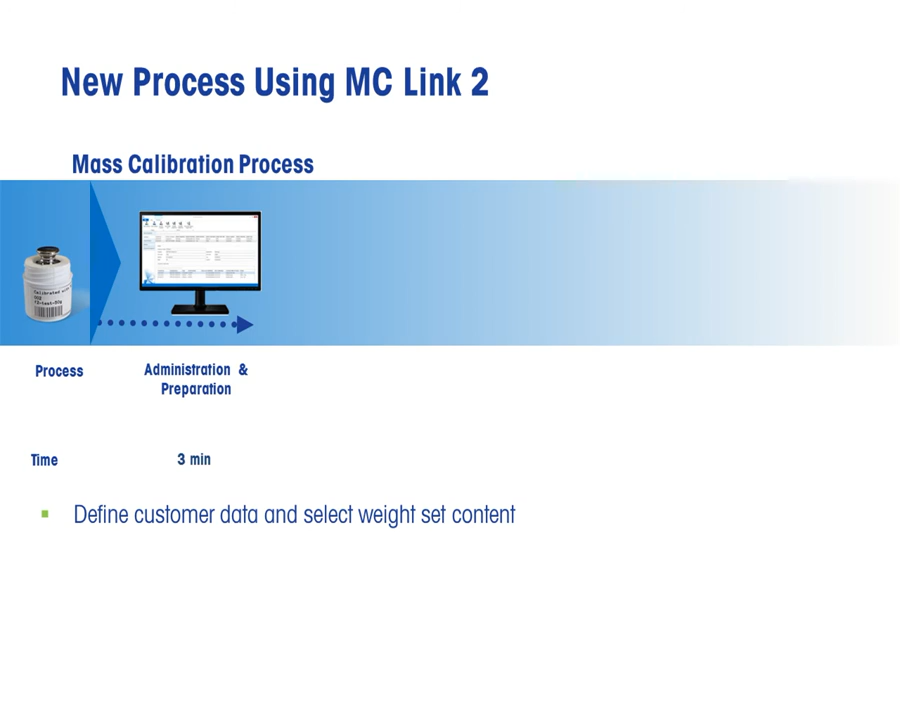 New Process Using MC Link 2
Mass Calibration Process
Process
Administration &
Preparation
Time
3 min
Define customer data and select weight set content